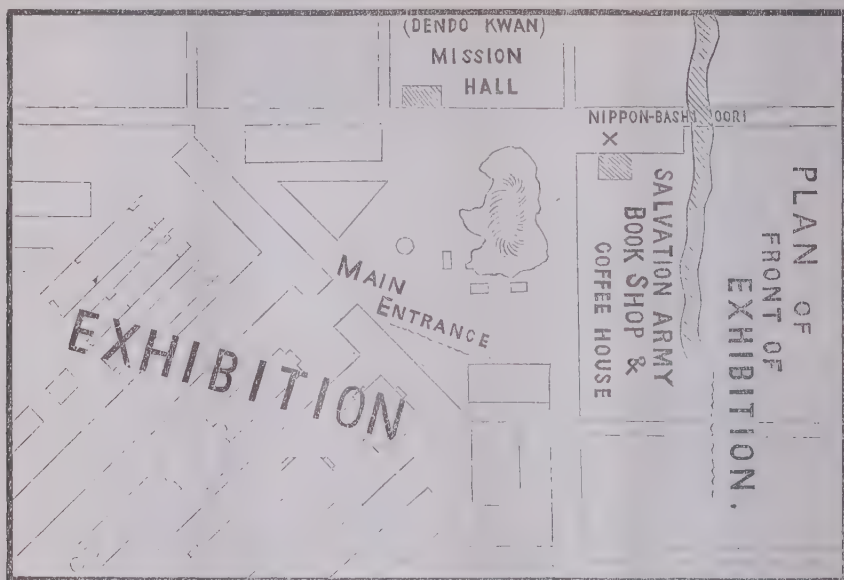 (DENDO KWAN)
MISSION
HALL
NIPPON-BASHI DORI
X
SALVATION ARMY
BOOK SHOP &
COFFEE HOUSE
PLAN OF
FRONT OF
EXHIBITION.
MAIN
ENTRANCE
EXHIBITION